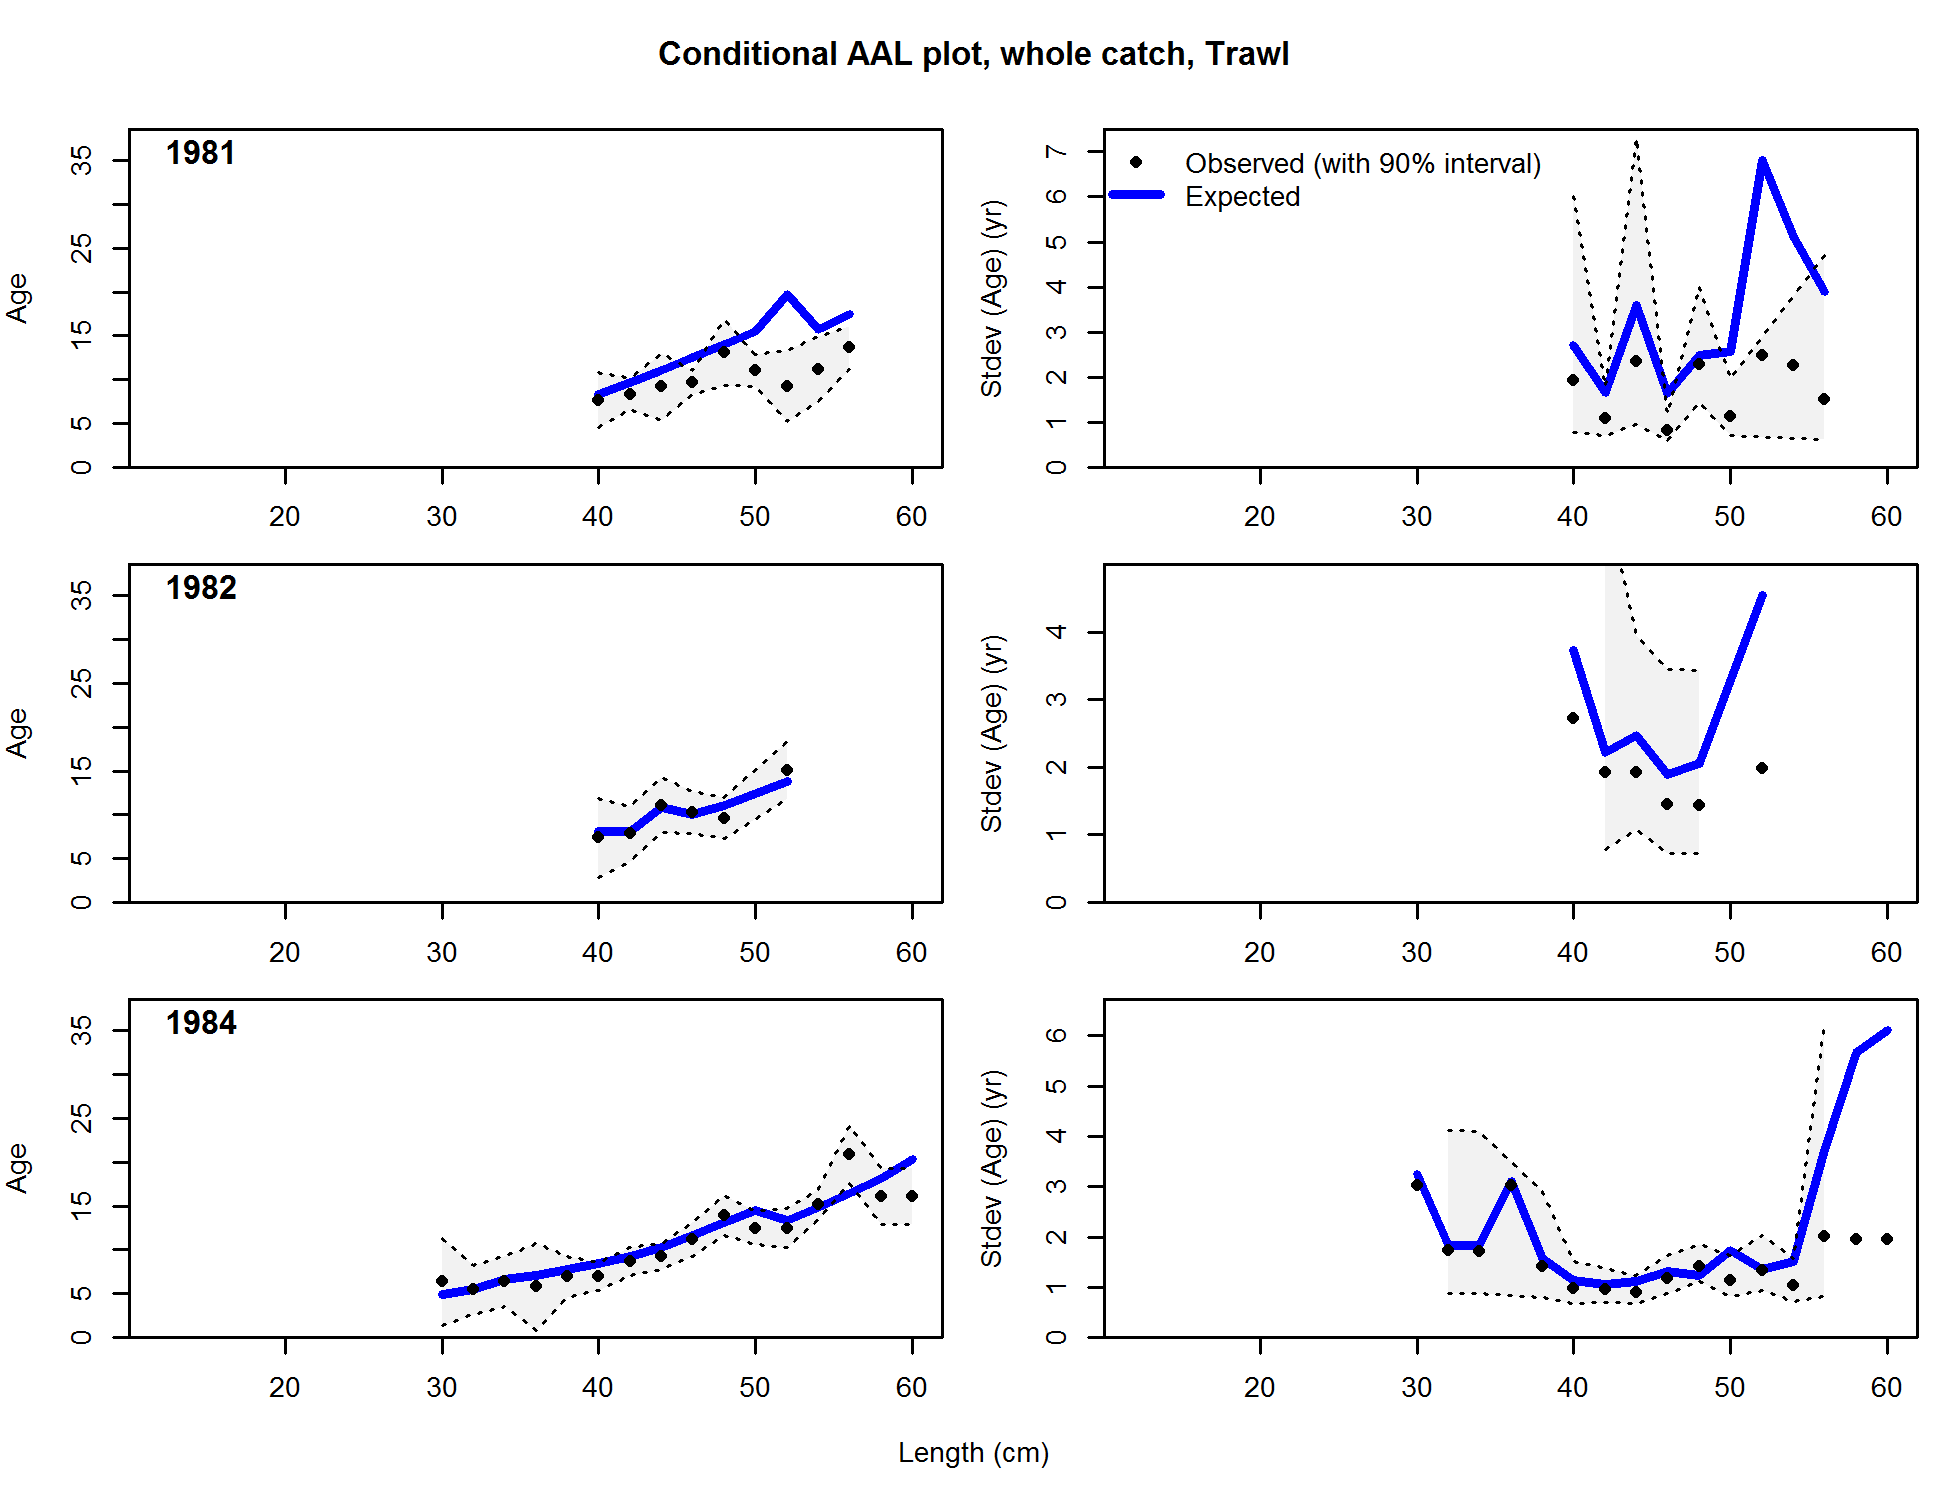 Conditional AAL plot, whole catch, Trawl
1981
Age
0 5 15 25 35
20 30 40 50 60
Observed (with 90% interval)
Expected
Stdev (Age) (yr)
0 1 2 3 4 5 6 7
20 30 40 50 60
1982
Age
0 5 15 25 35
20 30 40 50 60
Stdev (Age) (yr)
0 1 2 3 4
20 30 40 50 60
1984
Age
0 5 15 25 35
20 30 40 50 60
Stdev (Age) (yr)
0 1 2 3 4 5 6
20 30 40 50 60
Length (cm)